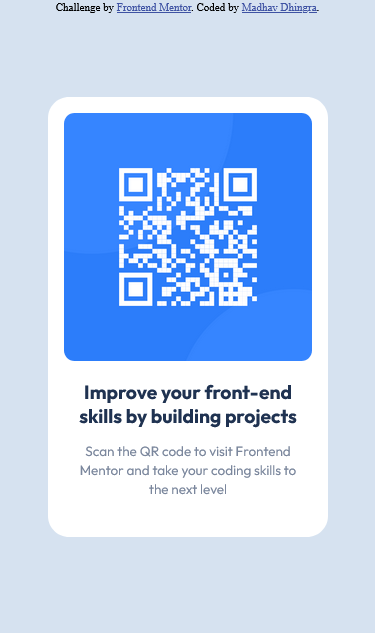 Challenge by Frontend Mentor. Coded by Madhav Dhingra.
Improve your front-end
skills by building projects
Scan the QR code to visit Frontend
Mentor and take your coding skills to
the next level